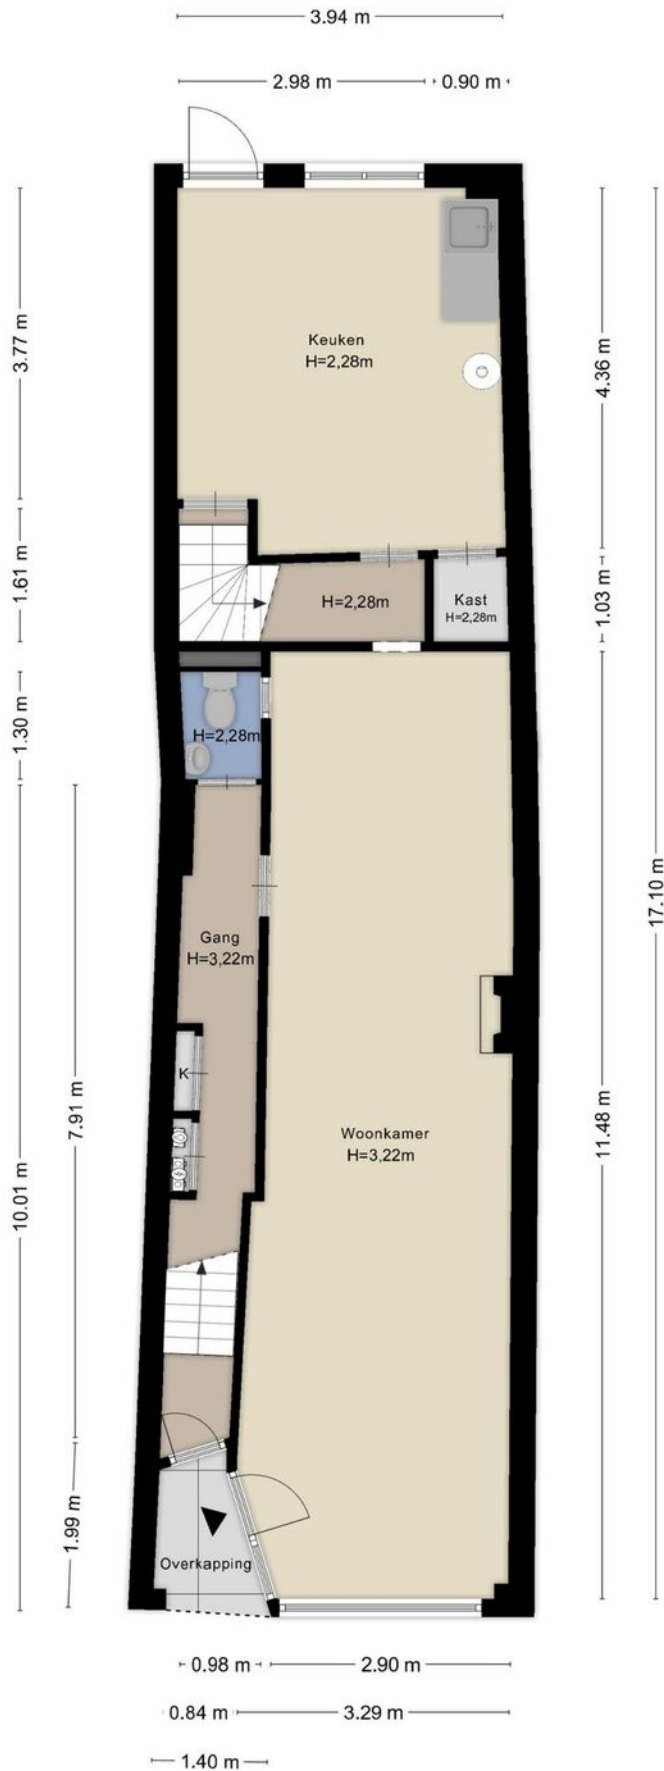 3.94 m
2.98 m
0.90 m
3.77 m
Keuken
H=2,28m
4.36 m
1.61 m
H=2,28m
Kast
H=2,28m
1.03 m
1.30 m
H=2,28m
17.10 m
Gang
H=3,22m
7.91 m
K
Woonkamer
H=3,22m
11.48 m
10.01 m
1.99 m
Overkapping
0.98 m
2.90 m
0.84 m
3.29 m
1.40 m